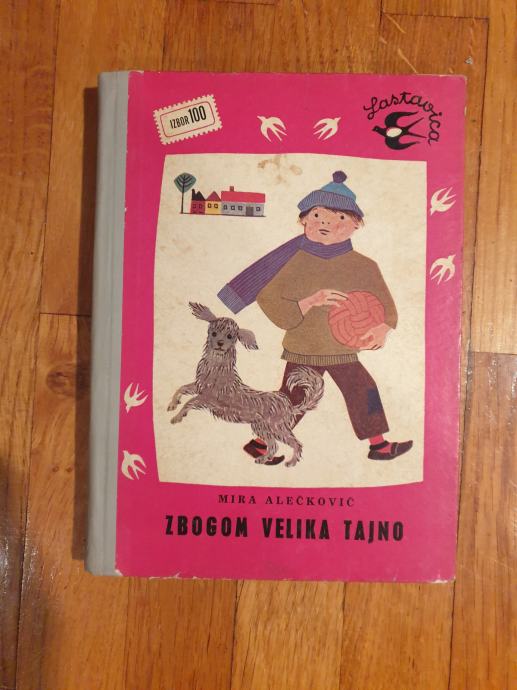 IZBOR 100
Lastavica
MIRA ALEČKOVIĆ
ZBOGOM VELIKA TAJNO